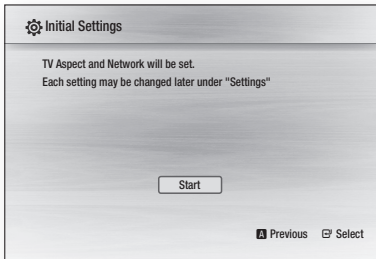 Initial Settings
TV Aspect and Network will be set.
Each setting may be changed later under "Settings"
Start
A Previous Select